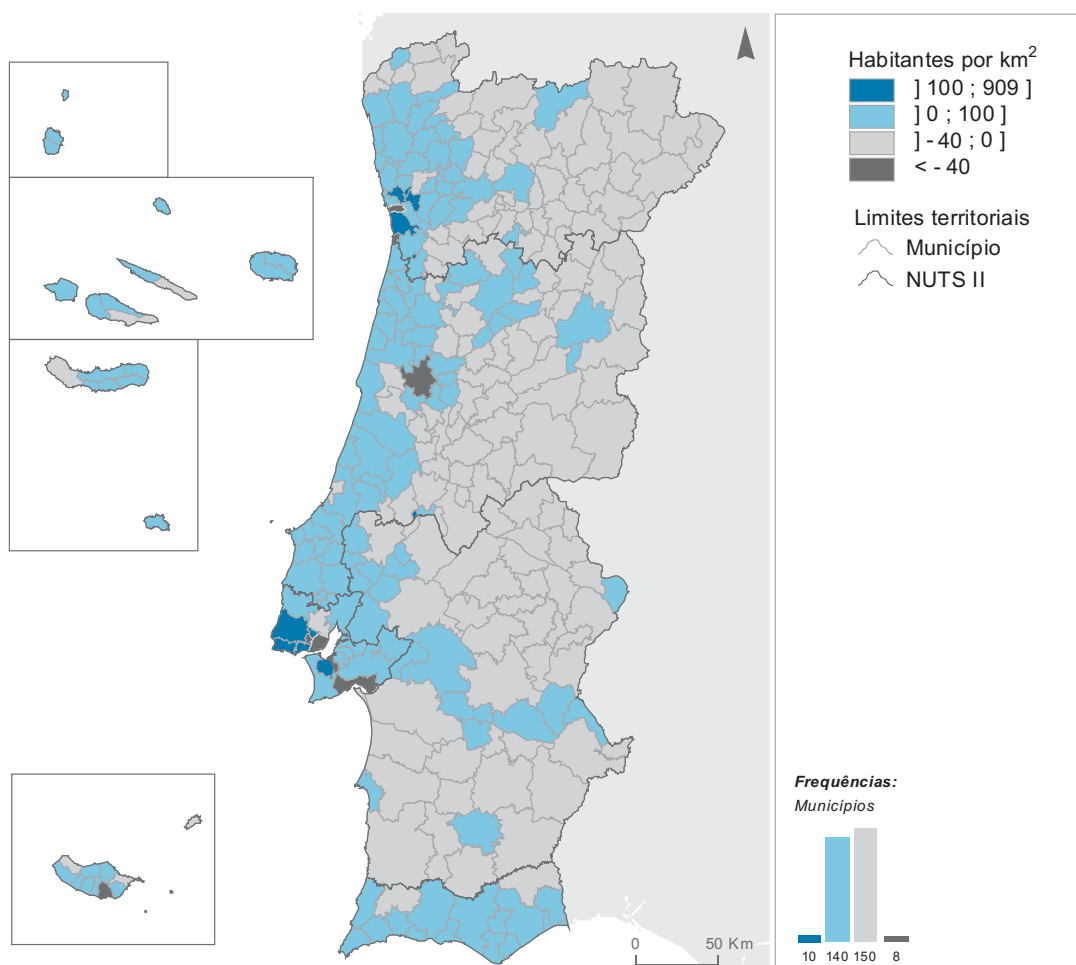 Habitantes por km²
] 100 ; 909 ]
] 0 ; 100 ]
] - 40 ; 0 ]
< - 40
Limites territoriais
Município
NUTS II
Frequências:
Municípios
10 140 150 8
0 50 Km